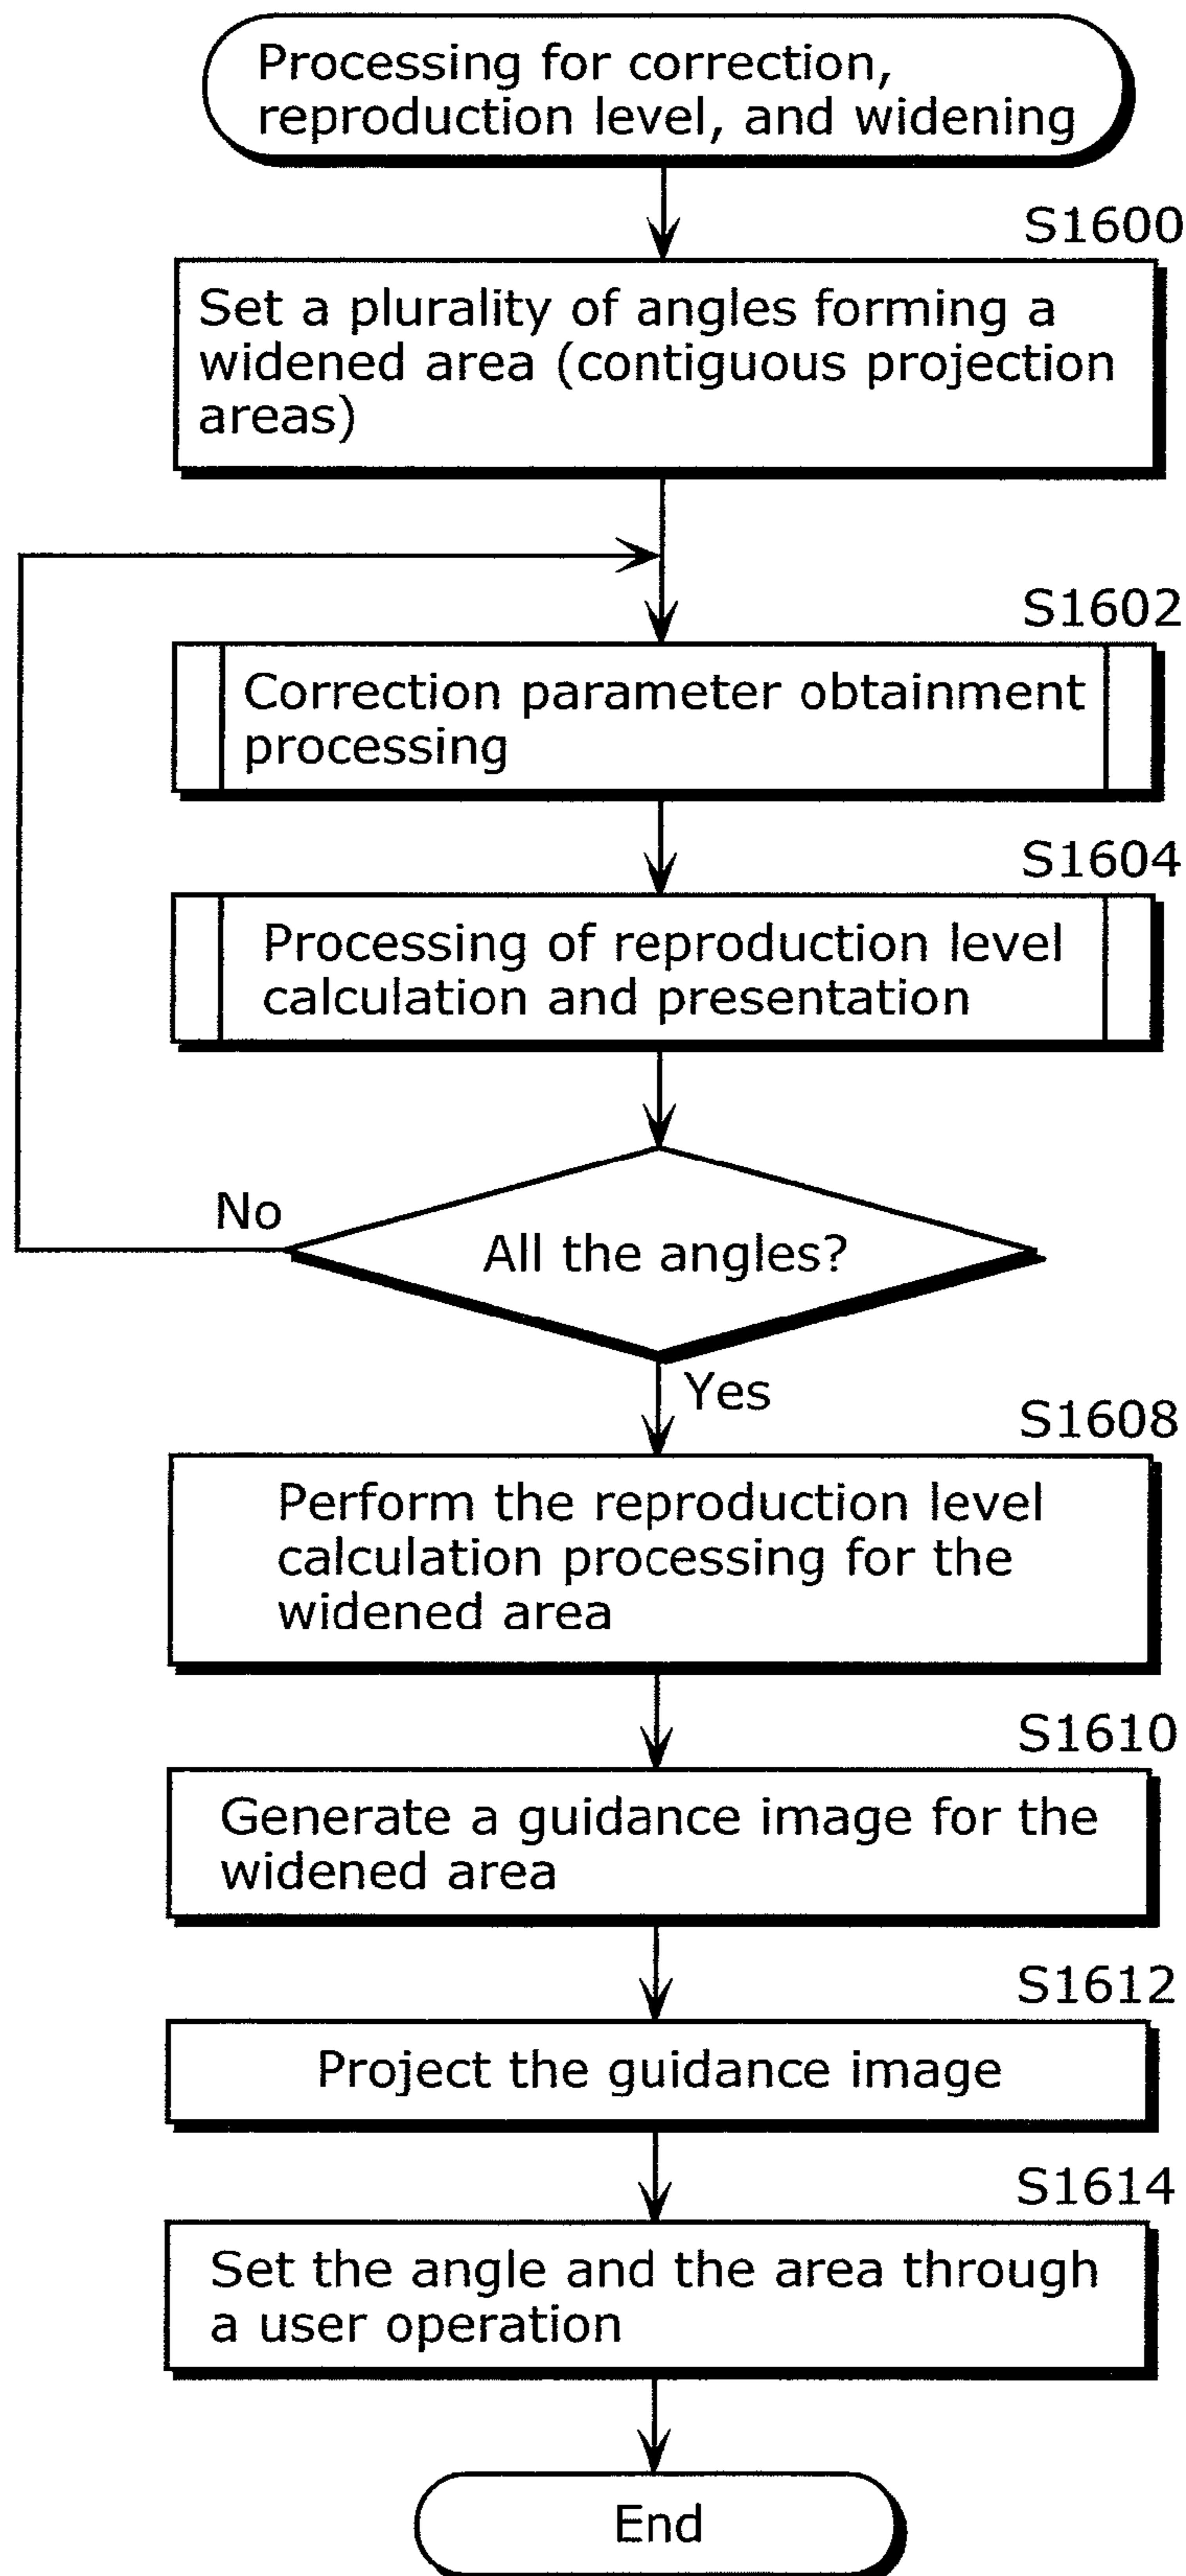 Processing for correction,
reproduction level, and widening
S1600
Set a plurality of angles forming a
widened area (contiguous projection
areas)
S1602
Correction parameter obtainment
processing
S1604
Processing of reproduction level
calculation and presentation
No
All the angles?
Yes
S1608
Perform the reproduction level
calculation processing for the
widened area
S1610
Generate a guidance image for the
widened area
S1612
Project the guidance image
S1614
Set the angle and the area through
a user operation
End